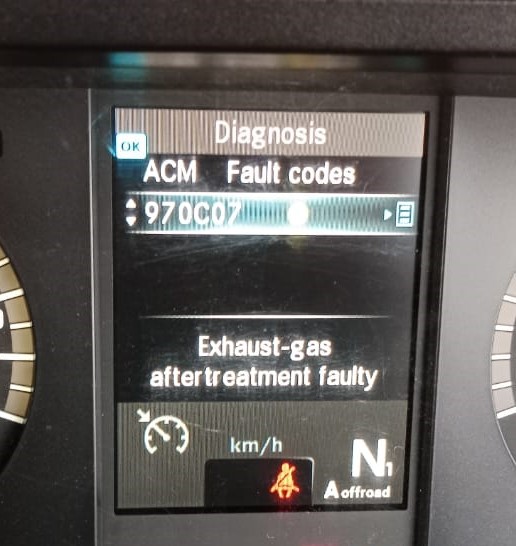 Diagnosis
OK
ACM Fault codes
970C07
Exhaust-gas
aftertreatment faulty
km/h
N1
A offroad